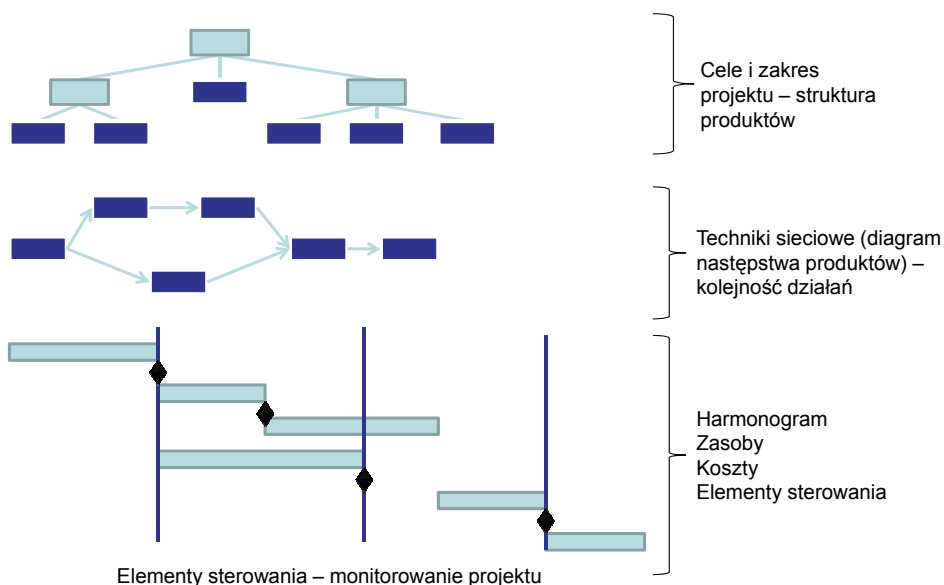 Cele i zakres
projektu – struktura
produktów
Techniki sieciowe (diagram
następstwa produktów) –
kolejność działań
Harmonogram
Zasoby
Koszty
Elementy sterowania
Elementy sterowania – monitorowanie projektu